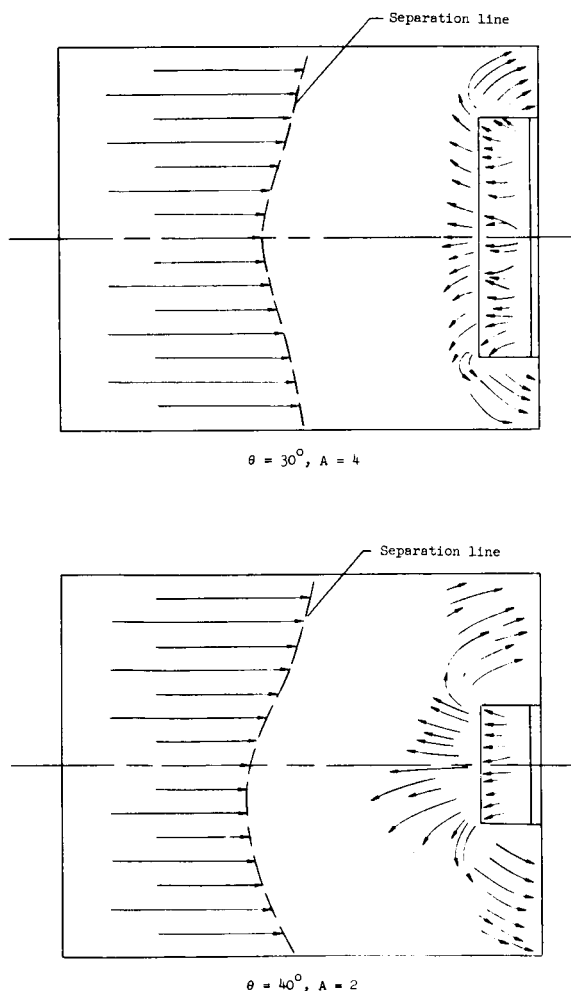 Separation line
θ = 30°, A = 4
Separation line
θ = 40°, A = 2